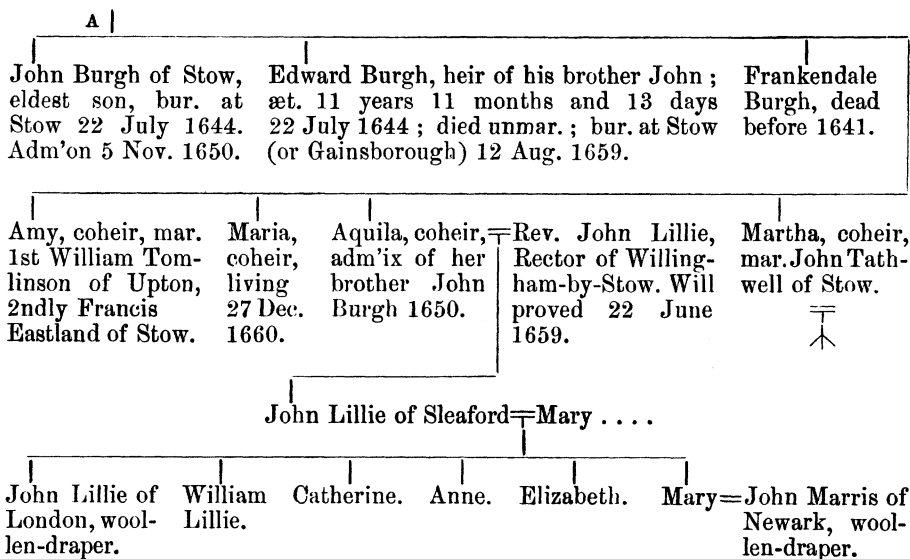 A
John Burgh of Stow,
eldest son, bur. at
Stow 22 July 1644.
Adm'on 5 Nov. 1650.
Edward Burgh, heir of his brother John ;
æt. 11 years 11 months and 13 days
22 July 1644 ; died unmar. ; bur. at Stow
(or Gainsborough) 12 Aug. 1659.
Frankendale
Burgh, dead
before 1641.
Amy, coheir, mar.
1st William Tom-
linson of Upton,
2ndly Francis
Eastland of Stow.
Maria,
coheir,
living
27 Dec.
1660.
Aquila, coheir,
adm'ix of her
brother John
Burgh 1650.
Rev. John Lillie,
Rector of Willing-
ham-by-Stow. Will
proved 22 June
1659.
Martha, coheir,
mar. John Tath-
well of Stow.
John Lillie of Sleaford=Mary . . . .
John Lillie of
London, wool-
len-draper.
William
Lillie.
Catherine.
Anne.
Elizabeth.
Mary=John Marris of
Newark, wool-
len-draper.